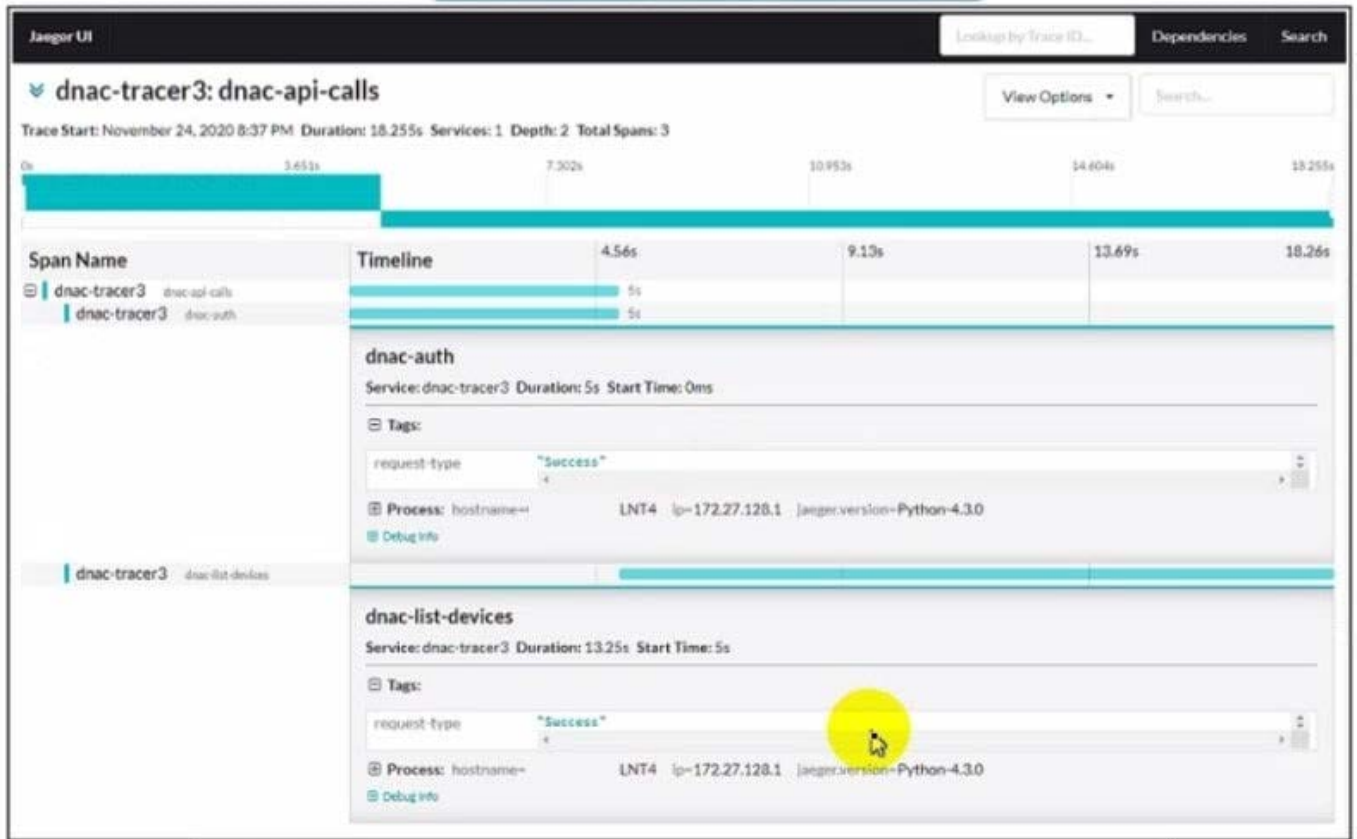 Jaeger UI Lookup by Trace ID... Dependencies Search
dnac-tracer3: dnac-api-calls View Options Search...
Trace Start: November 24, 2020 8:37 PM Duration: 18.255s Services: 1 Depth: 2 Total Spans: 3
0s 3.651s 7.302s 10.953s 14.604s 18.255s
Span Name Timeline 4.56s 9.13s 13.69s 18.26s
dnac-tracer3 dnac-api-calls 5s
dnac-tracer3 dnac-auth 5s
dnac-auth
Service: dnac-tracer3 Duration: 5s Start Time: 0ms
Tags:
request-type "Success"
Process: hostname= LNT4 ip=172.27.128.1 jaeger.version=Python-4.3.0
Debug Info
dnac-tracer3 dnac-list-devices
dnac-list-devices
Service: dnac-tracer3 Duration: 13.25s Start Time: 5s
Tags:
request-type "Success"
Process: hostname= LNT4 ip=172.27.128.1 jaeger.version=Python-4.3.0
Debug Info